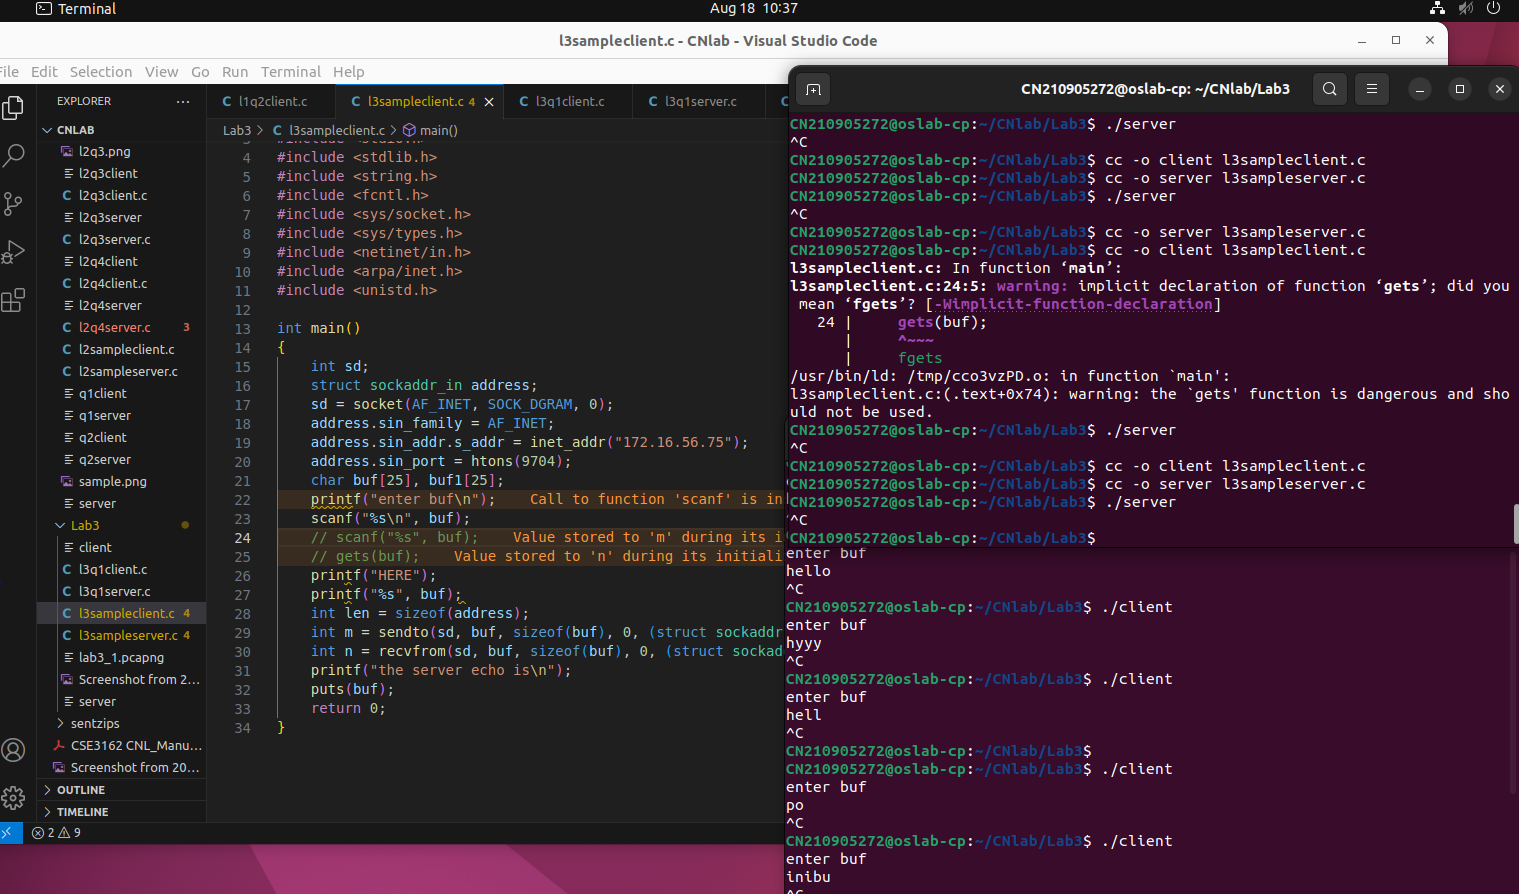 Terminal
Aug 18 10:37
l3sampleclient.c - CNlab - Visual Studio Code
File Edit Selection View Go Run Terminal Help
EXPLORER
CNLAB
l2q3.png
l2q3client
l2q3client.c
l2q3server
l2q3server.c
l2q4client
l2q4client.c
l2q4server
l2q4server.c 3
l2sampleclient.c
l2sampleserver.c
q1client
q1server
q2client
q2server
sample.png
server
Lab3
client
l3q1client.c
l3q1server.c
l3sampleclient.c 4
l3sampleserver.c 4
lab3_1.pcapng
Screenshot from 2...
server
sentzips
CSE3162 CNL_Manu...
Screenshot from 20...
OUTLINE
TIMELINE
2 9
C l1q2client.c C l3sampleclient.c 4 C l3q1client.c C l3q1server.c
Lab3 > C l3sampleclient.c > main()
4 #include <stdlib.h>
5 #include <string.h>
6 #include <fcntl.h>
7 #include <sys/socket.h>
8 #include <sys/types.h>
9 #include <netinet/in.h>
10 #include <arpa/inet.h>
11 #include <unistd.h>
12
13 int main()
14 {
15 int sd;
16 struct sockaddr_in address;
17 sd = socket(AF_INET, SOCK_DGRAM, 0);
18 address.sin_family = AF_INET;
19 address.sin_addr.s_addr = inet_addr("172.16.56.75");
20 address.sin_port = htons(9704);
21 char buf[25], buf1[25];
22 printf("enter buf\n"); Call to function 'scanf' is in
23 scanf("%s\n", buf);
24 // scanf("%s", buf); Value stored to 'm' during its i
25 // gets(buf); Value stored to 'n' during its initiali
26 printf("HERE");
27 printf("%s", buf);
28 int len = sizeof(address);
29 int m = sendto(sd, buf, sizeof(buf), 0, (struct sockaddr
30 int n = recvfrom(sd, buf, sizeof(buf), 0, (struct sockad
31 printf("the server echo is\n");
32 puts(buf);
33 return 0;
34 }
CN210905272@oslab-cp: ~/CNlab/Lab3
CN210905272@oslab-cp:~/CNlab/Lab3$ ./server
^C
CN210905272@oslab-cp:~/CNlab/Lab3$ cc -o client l3sampleclient.c
CN210905272@oslab-cp:~/CNlab/Lab3$ cc -o server l3sampleserver.c
CN210905272@oslab-cp:~/CNlab/Lab3$ ./server
^C
CN210905272@oslab-cp:~/CNlab/Lab3$ cc -o server l3sampleserver.c
CN210905272@oslab-cp:~/CNlab/Lab3$ cc -o client l3sampleclient.c
l3sampleclient.c: In function ‘main’:
l3sampleclient.c:24:5: warning: implicit declaration of function ‘gets’; did you
mean ‘fgets’? [-Wimplicit-function-declaration]
24 | gets(buf);
| ^~~~
| fgets
/usr/bin/ld: /tmp/cco3vzPD.o: in function `main':
l3sampleclient.c:(.text+0x74): warning: the `gets' function is dangerous and sho
uld not be used.
CN210905272@oslab-cp:~/CNlab/Lab3$ ./server
^C
CN210905272@oslab-cp:~/CNlab/Lab3$ cc -o client l3sampleclient.c
CN210905272@oslab-cp:~/CNlab/Lab3$ cc -o server l3sampleserver.c
CN210905272@oslab-cp:~/CNlab/Lab3$ ./server
^C
CN210905272@oslab-cp:~/CNlab/Lab3$
enter buf
hello
^C
CN210905272@oslab-cp:~/CNlab/Lab3$ ./client
enter buf
hyyy
^C
CN210905272@oslab-cp:~/CNlab/Lab3$ ./client
enter buf
hell
^C
CN210905272@oslab-cp:~/CNlab/Lab3$
CN210905272@oslab-cp:~/CNlab/Lab3$ ./client
enter buf
po
^C
CN210905272@oslab-cp:~/CNlab/Lab3$ ./client
enter buf
inibu
^C